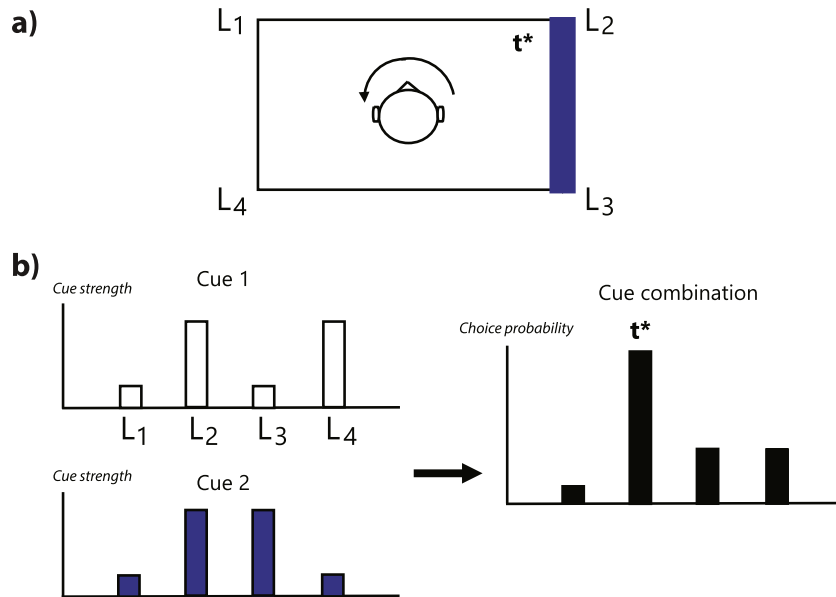 a)
L1
L2
t*
L4
L3
b)
Cue strength
Cue 1
L1
L2
L3
L4
Cue strength
Cue 2
Cue combination
Choice probability
t*